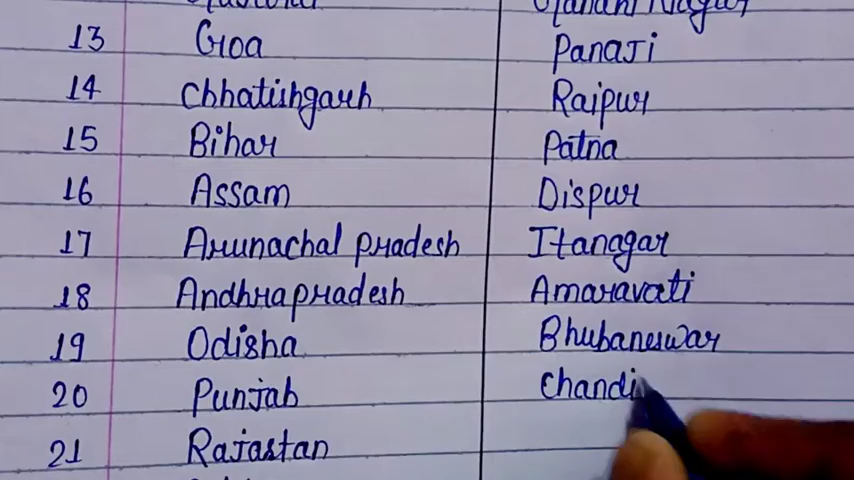 13 Goa Panaji
14 Chhatishgarh Raipur
15 Bihar Patna
16 Assam Dispur
17 Arunachal pradesh Itanagar
18 Andhrapradesh Amaravati
19 Odisha Bhubaneswar
20 Punjab Chandi
21 Rajastan